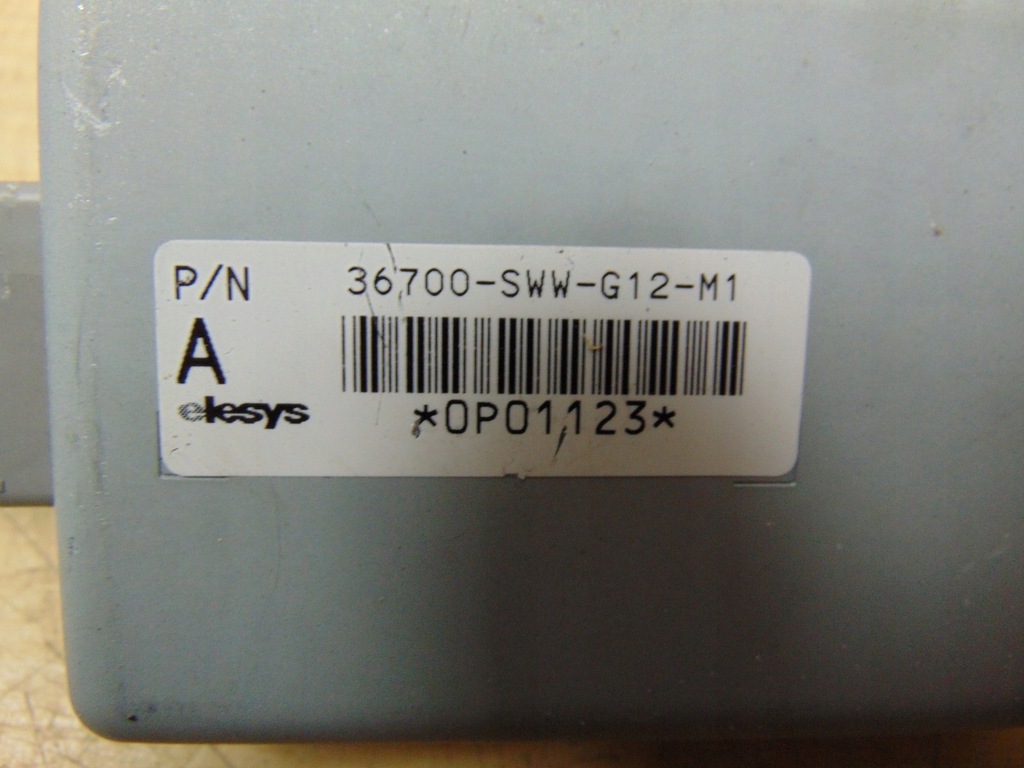 P/N 36700-SWW-G12-M1
A
elesys
*0P01123*